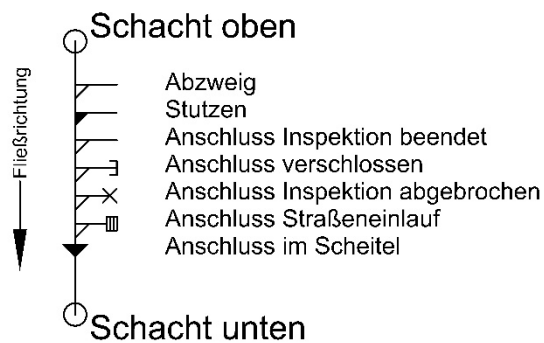 Schacht oben
Fließrichtung
Abzweig
Stutzen
Anschluss Inspektion beendet
Anschluss verschlossen
Anschluss Inspektion abgebrochen
Anschluss Straßeneinlauf
Anschluss im Scheitel
Schacht unten